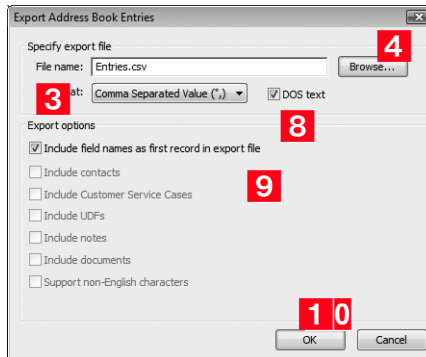 Export Address Book Entries
Specify export file
4
File name: Entries.csv Browse...
3 at: Comma Separated Value (",) DOS text
8
Export options
Include field names as first record in export file
Include contacts
9
Include Customer Service Cases
Include UDFs
Include notes
Include documents
Support non-English characters
1 0
OK Cancel